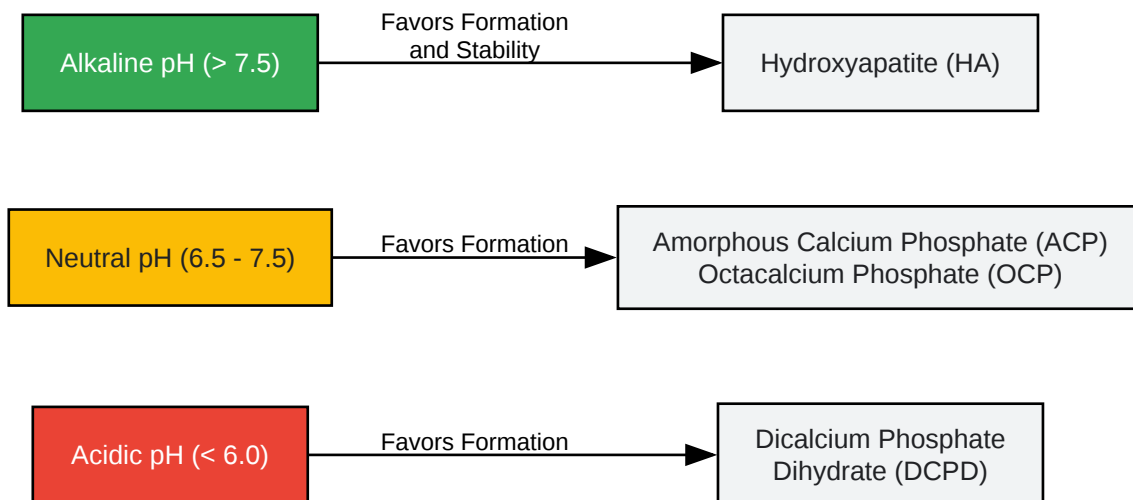 Alkaline pH (> 7.5)
Favors Formation
and Stability
Hydroxyapatite (HA)
Neutral pH (6.5 - 7.5)
Favors Formation
Amorphous Calcium Phosphate (ACP)
Octacalcium Phosphate (OCP)
Acidic pH (< 6.0)
Favors Formation
Dicalcium Phosphate
Dihydrate (DCPD)